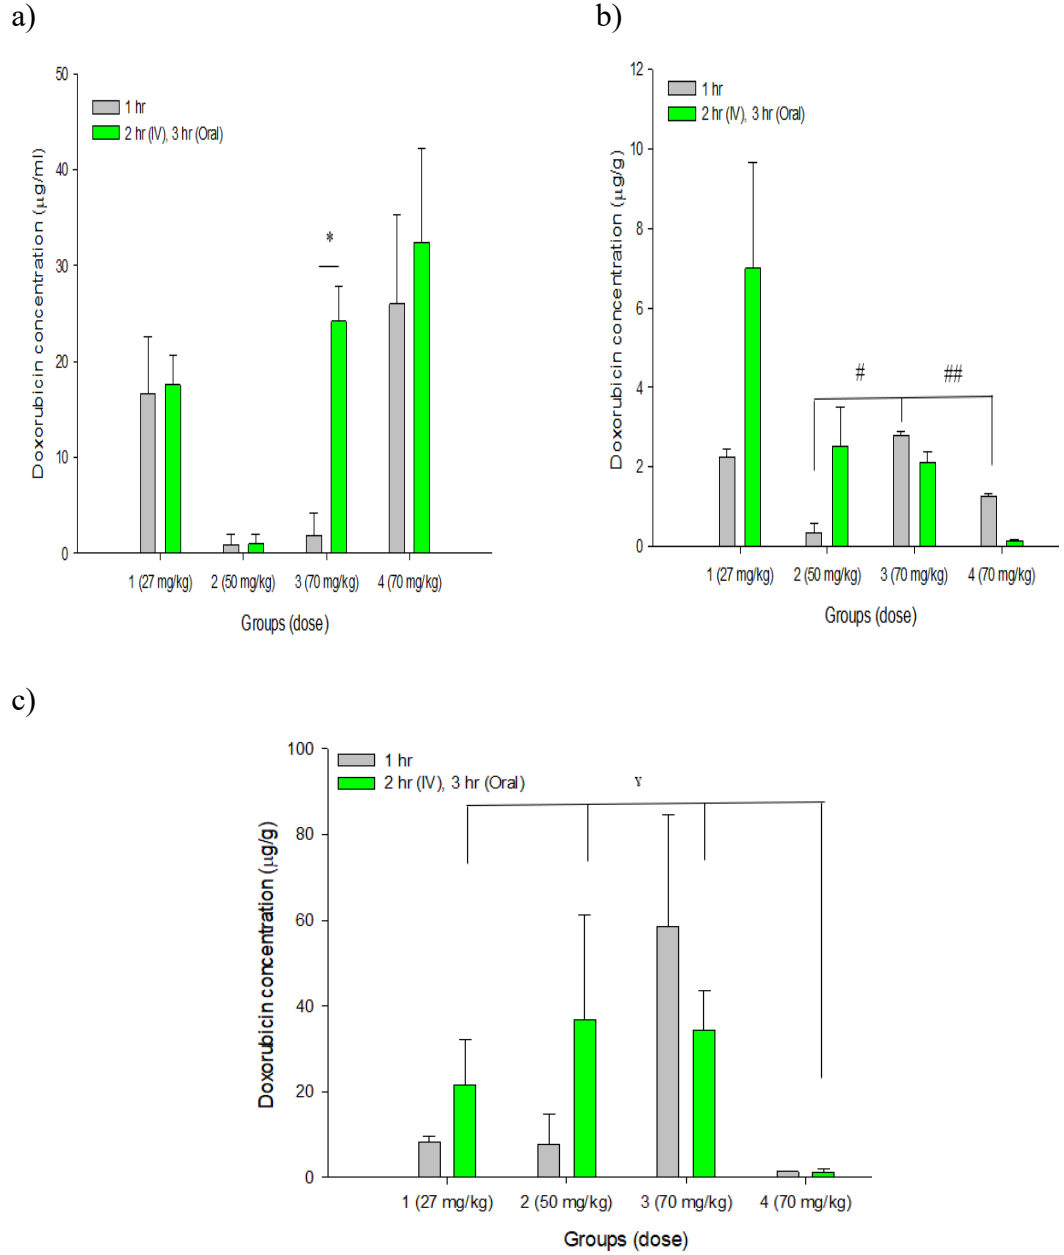 a)
Doxorubicin concentration (µg/ml)
50
40
30
20
10
0
1 hr
2 hr (IV), 3 hr (Oral)
*
1 (27 mg/kg) 2 (50 mg/kg) 3 (70 mg/kg) 4 (70 mg/kg)
Groups (dose)
b)
Doxorubicin concentration (µg/g)
12
10
8
6
4
2
0
1 hr
2 hr (IV), 3 hr (Oral)
# ##
1 (27 mg/kg) 2 (50 mg/kg) 3 (70 mg/kg) 4 (70 mg/kg)
Groups (dose)
c)
Doxorubicin concentration (µg/g)
100
80
60
40
20
0
1 hr
2 hr (IV), 3 hr (Oral)
¥
1 (27 mg/kg) 2 (50 mg/kg) 3 (70 mg/kg) 4 (70 mg/kg)
Groups (dose)